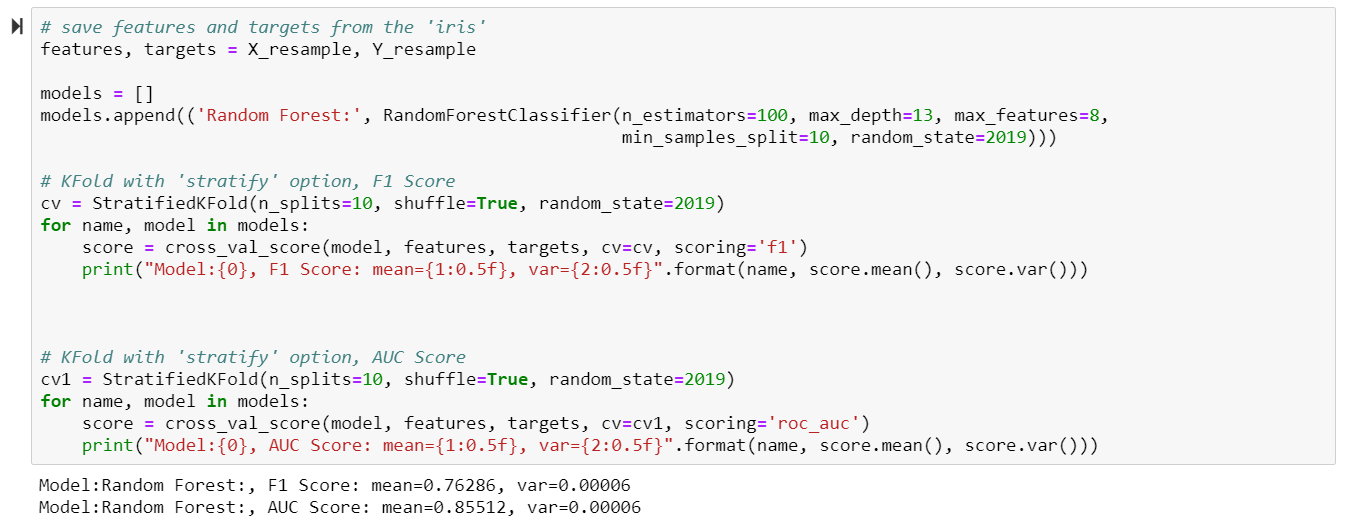 # save features and targets from the 'iris'
features, targets = X_resample, Y_resample
models = []
models.append(('Random Forest:', RandomForestClassifier(n_estimators=100, max_depth=13, max_features=8,
min_samples_split=10, random_state=2019)))
# KFold with 'stratify' option, F1 Score
cv = StratifiedKFold(n_splits=10, shuffle=True, random_state=2019)
for name, model in models:
    score = cross_val_score(model, features, targets, cv=cv, scoring='f1')
    print("Model:{0}, F1 Score: mean={1:0.5f}, var={2:0.5f}".format(name, score.mean(), score.var()))
# KFold with 'stratify' option, AUC Score
cv1 = StratifiedKFold(n_splits=10, shuffle=True, random_state=2019)
for name, model in models:
    score = cross_val_score(model, features, targets, cv=cv1, scoring='roc_auc')
    print("Model:{0}, AUC Score: mean={1:0.5f}, var={2:0.5f}".format(name, score.mean(), score.var()))
Model:Random Forest:, F1 Score: mean=0.76286, var=0.00006
Model:Random Forest:, AUC Score: mean=0.85512, var=0.00006